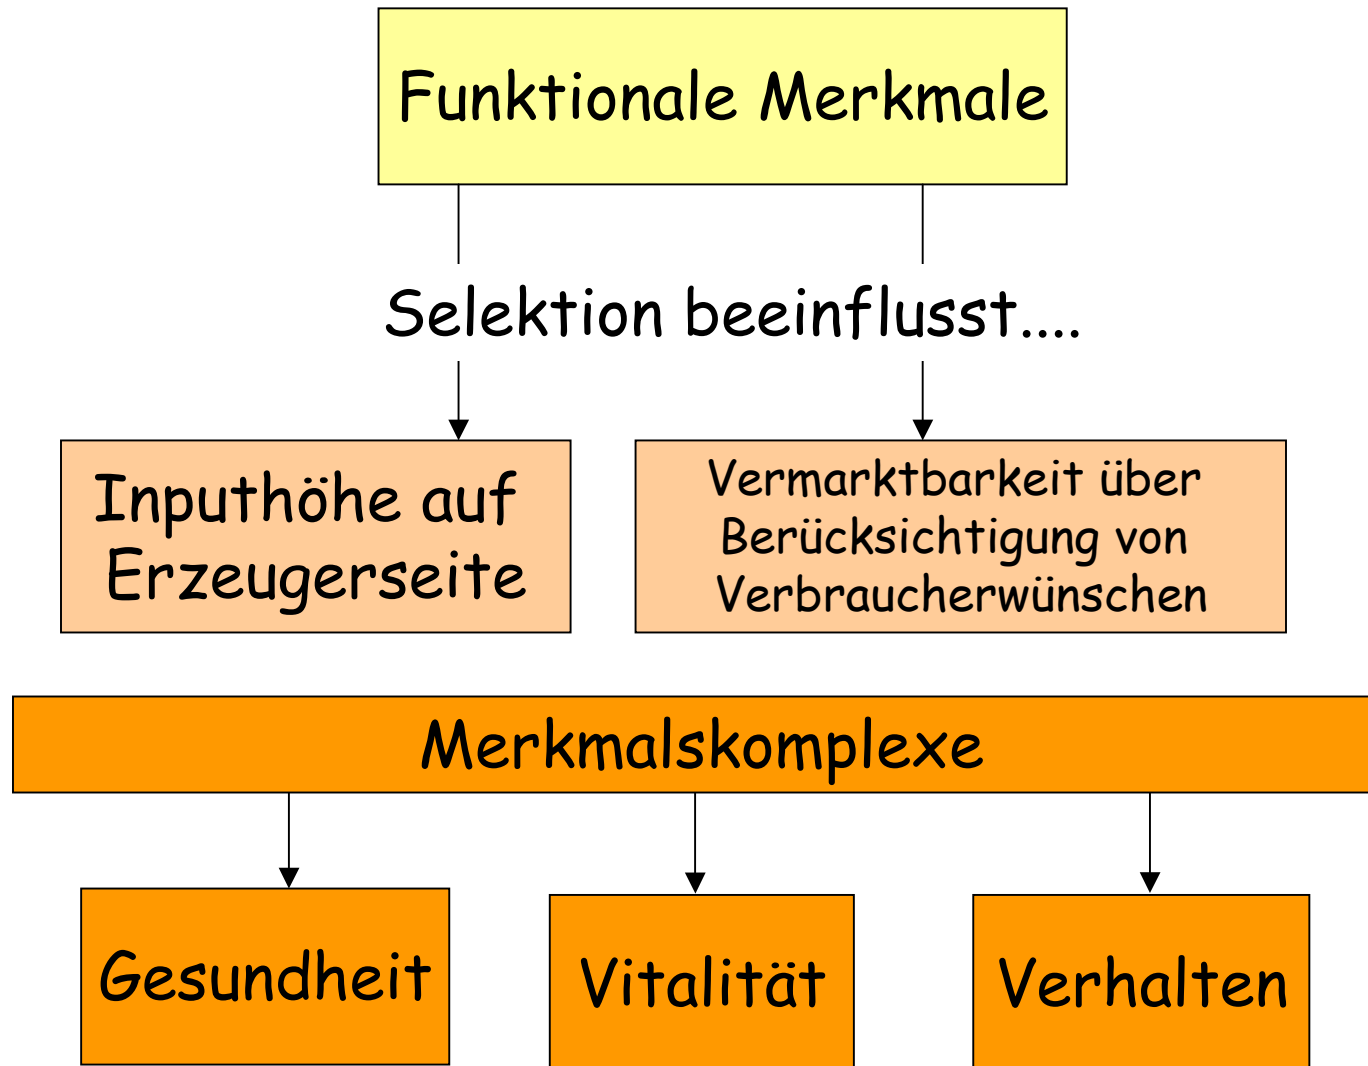 Funktionale Merkmale
Selektion beeinflusst....
Inputhöhe auf
Erzeugerseite
Vermarktbarkeit über
Berücksichtigung von
Verbraucherwünschen
Merkmalskomplexe
Gesundheit
Vitalität
Verhalten